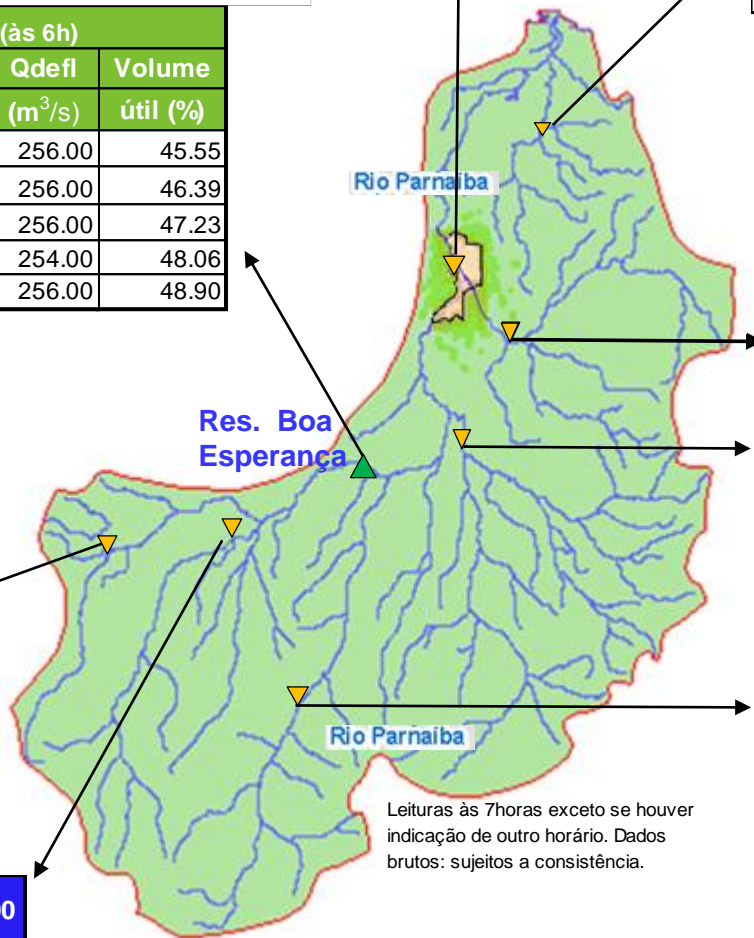 (às 6h)
Qdefl Volume
(m³/s) útil (%)
256.00 45.55
256.00 46.39
256.00 47.23
254.00 48.06
256.00 48.90
Rio Parnaíba
Res. Boa
Esperança
Rio Parnaíba
Leituras às 7horas exceto se houver
indicação de outro horário. Dados
brutos: sujeitos a consistência.